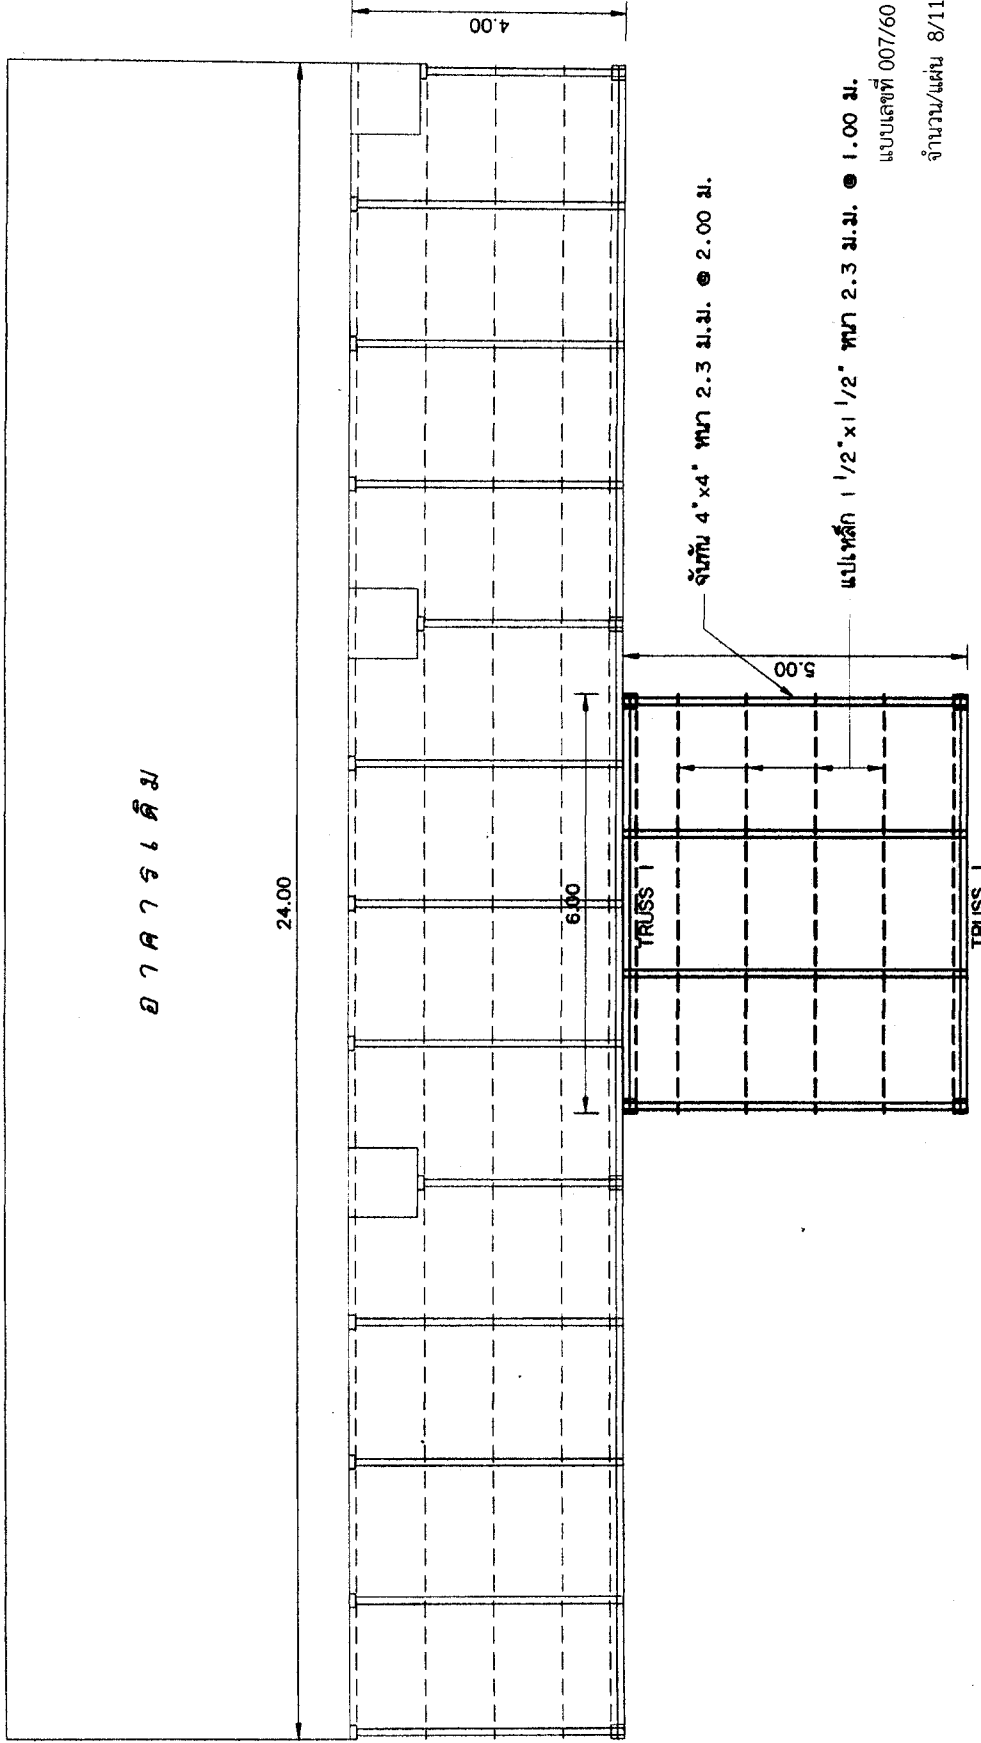 อาคารเดิม
24.00
4.00
6.00
5.00
TRUSS 1
TRUSS 1
จันทัน 4"x4" หนา 2.3 ม.ม. @ 2.00 ม.
แปเหล็ก 1 1/2"x1 1/2" หนา 2.3 ม.ม. @ 1.00 ม.
แบบเลขที่ 007/60
จำนวน/แผ่น 8/11